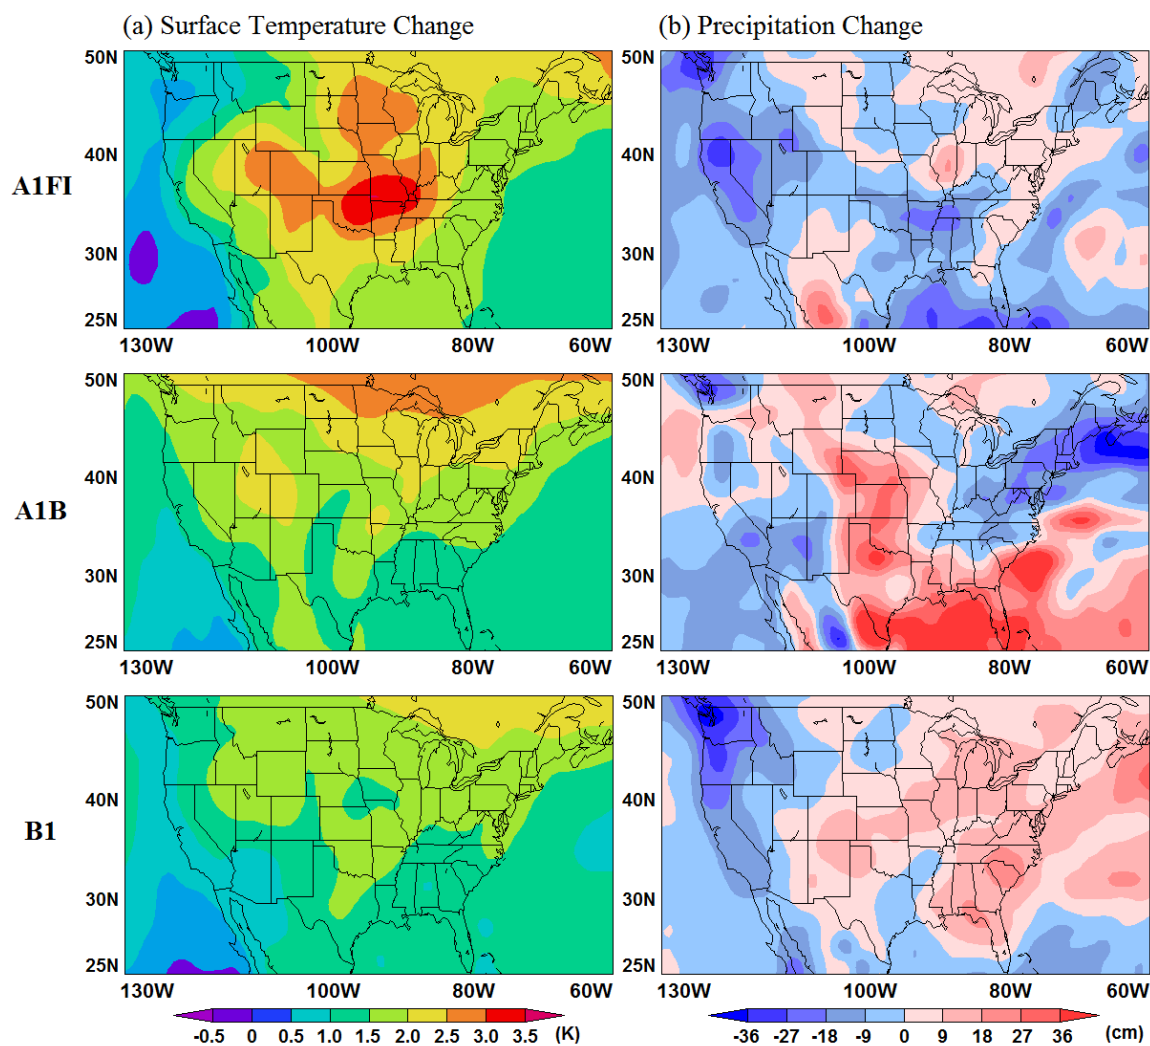 (a) Surface Temperature Change
(b) Precipitation Change
A1FI
50N
40N
30N
25N
130W 100W 80W 60W
50N
40N
30N
25N
130W 100W 80W 60W
A1B
50N
40N
30N
25N
130W 100W 80W 60W
50N
40N
30N
25N
130W 100W 80W 60W
B1
50N
40N
30N
25N
130W 100W 80W 60W
50N
40N
30N
25N
130W 100W 80W 60W
-0.5 0 0.5 1.0 1.5 2.0 2.5 3.0 3.5 (K)
-36 -27 -18 -9 0 9 18 27 36 (cm)